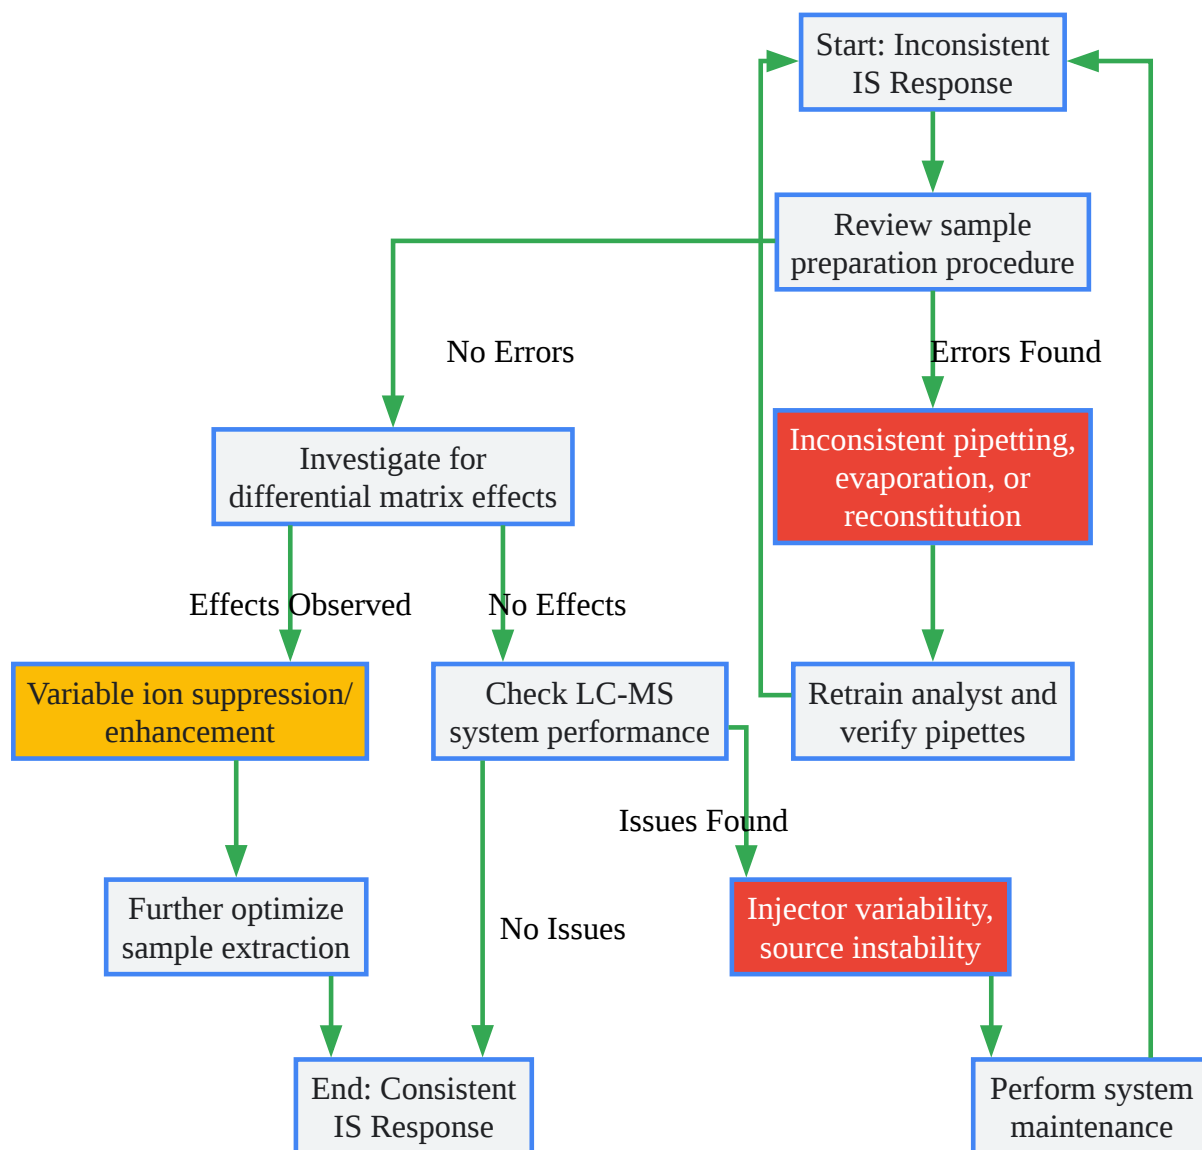 Start: Inconsistent
IS Response
Review sample
preparation procedure
No Errors
Errors Found
Inconsistent pipetting,
evaporation, or
reconstitution
Investigate for
differential matrix effects
Effects Observed
No Effects
Variable ion suppression/
enhancement
Check LC-MS
system performance
Retrain analyst and
verify pipettes
Issues Found
Further optimize
sample extraction
No Issues
Injector variability,
source instability
End: Consistent
IS Response
Perform system
maintenance